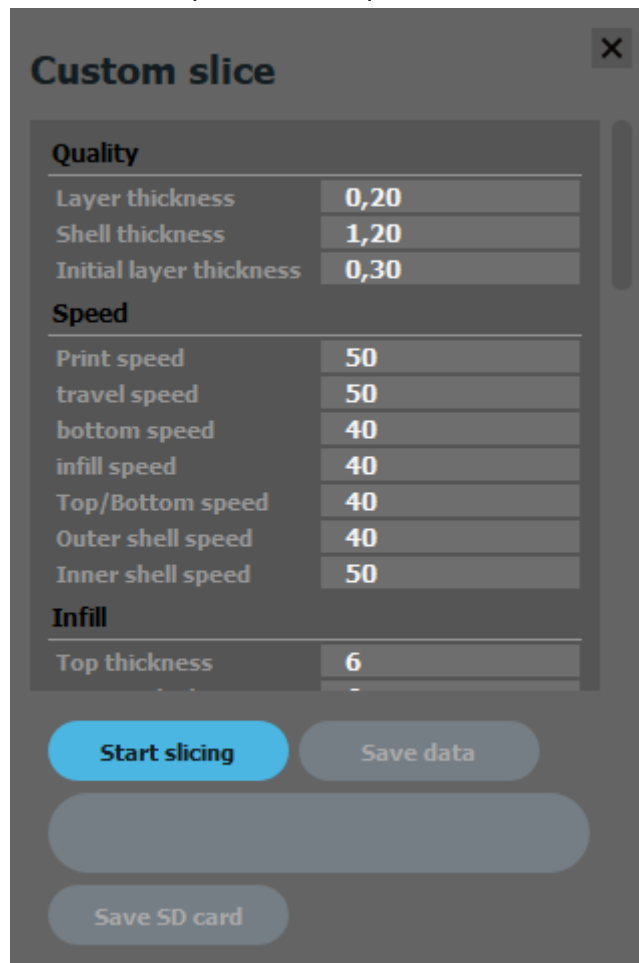 Custom slice
Quality
Layer thickness 0,20
Shell thickness 1,20
Initial layer thickness 0,30
Speed
Print speed 50
travel speed 50
bottom speed 40
infill speed 40
Top/Bottom speed 40
Outer shell speed 40
Inner shell speed 50
Infill
Top thickness 6
Start slicing Save data
Save SD card